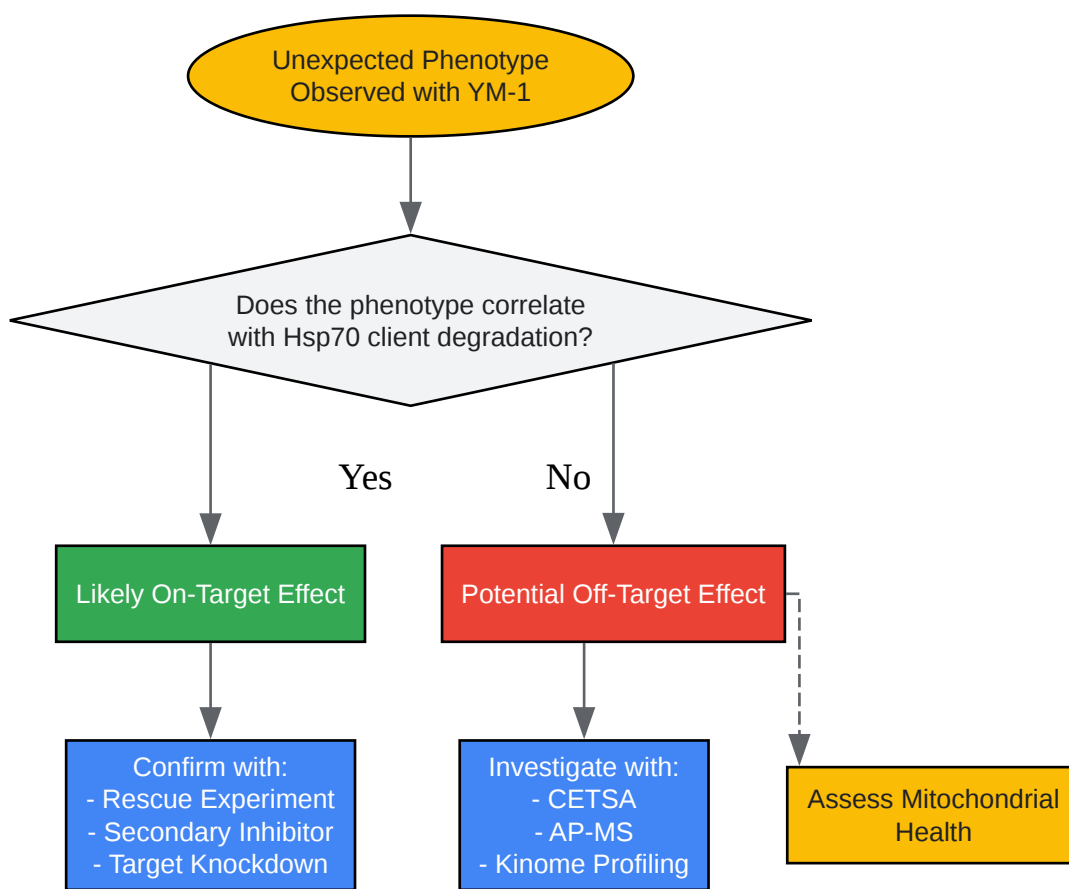 Unexpected Phenotype
Observed with YM-1
Does the phenotype correlate
with Hsp70 client degradation?
Yes
No
Likely On-Target Effect
Potential Off-Target Effect
Confirm with:
- Rescue Experiment
- Secondary Inhibitor
- Target Knockdown
Investigate with:
- CETSA
- AP-MS
- Kinome Profiling
Assess Mitochondrial
Health